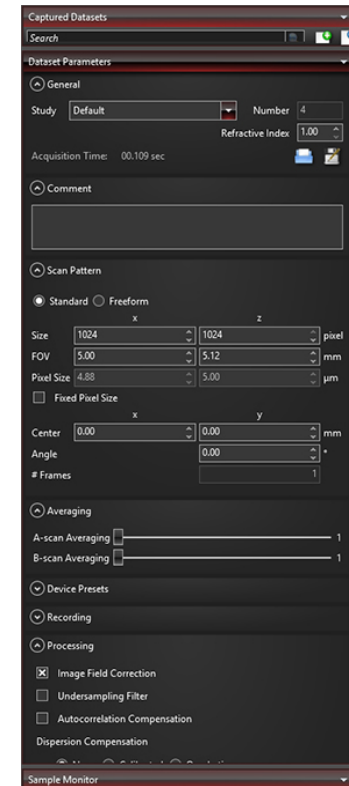 Captured Datasets
Search
Dataset Parameters
General
Study Default Number 4
Refractive Index 1.00
Acquisition Time: 00.109 sec
Comment
Scan Pattern
Standard Freeform
x z
Size 1024 1024 pixel
FOV 5.00 5.12 mm
Pixel Size 4.88 5.00 µm
Fixed Pixel Size
x y
Center 0.00 0.00 mm
Angle 0.00 °
# Frames 1
Averaging
A-scan Averaging 1
B-scan Averaging 1
Device Presets
Recording
Processing
Image Field Correction
Undersampling Filter
Autocorrelation Compensation
Dispersion Compensation
Sample Monitor